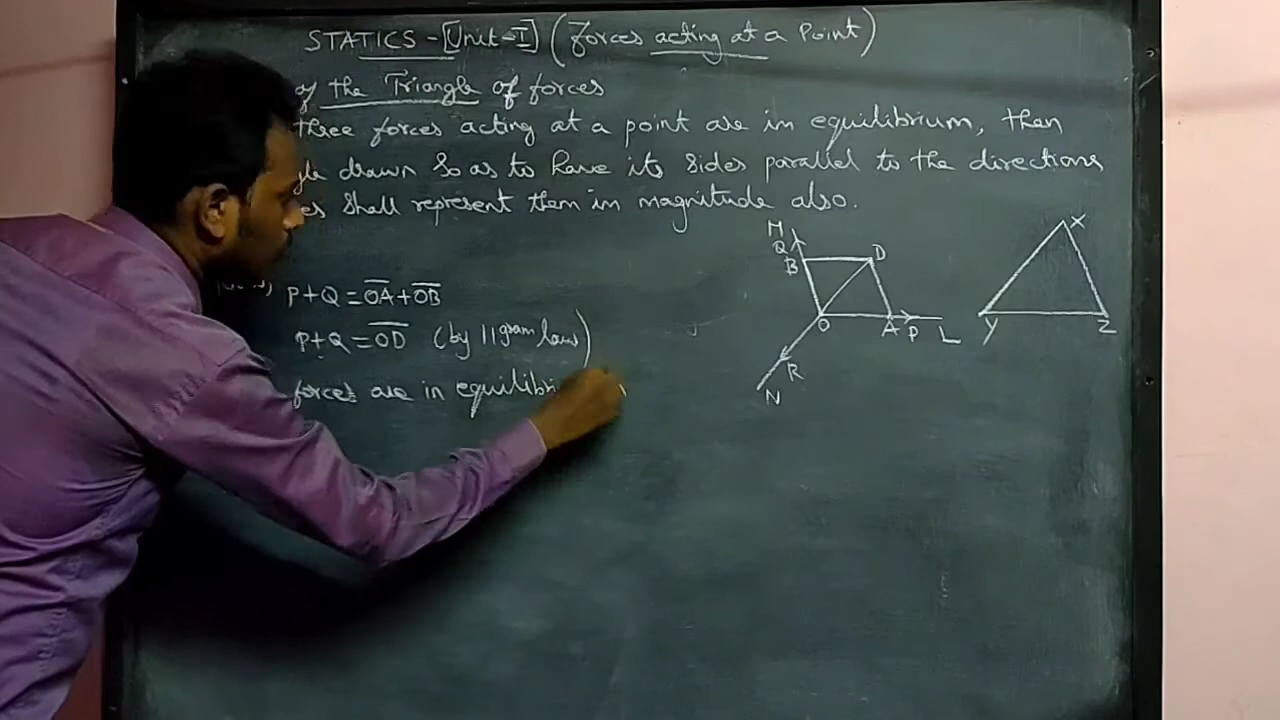 STATICS - [Unit-I] (Forces acting at a Point)
of the Triangle of forces
three forces acting at a point are in equilibrium, then
gle drawn so as to have its sides parallel to the directions
es shall represent them in magnitude also.
P+Q = OA + OB
P+Q = OD (by ||gram law)
forces are in equilibri
M
Q
B
D
O
A
P
L
R
N
X
Y
Z